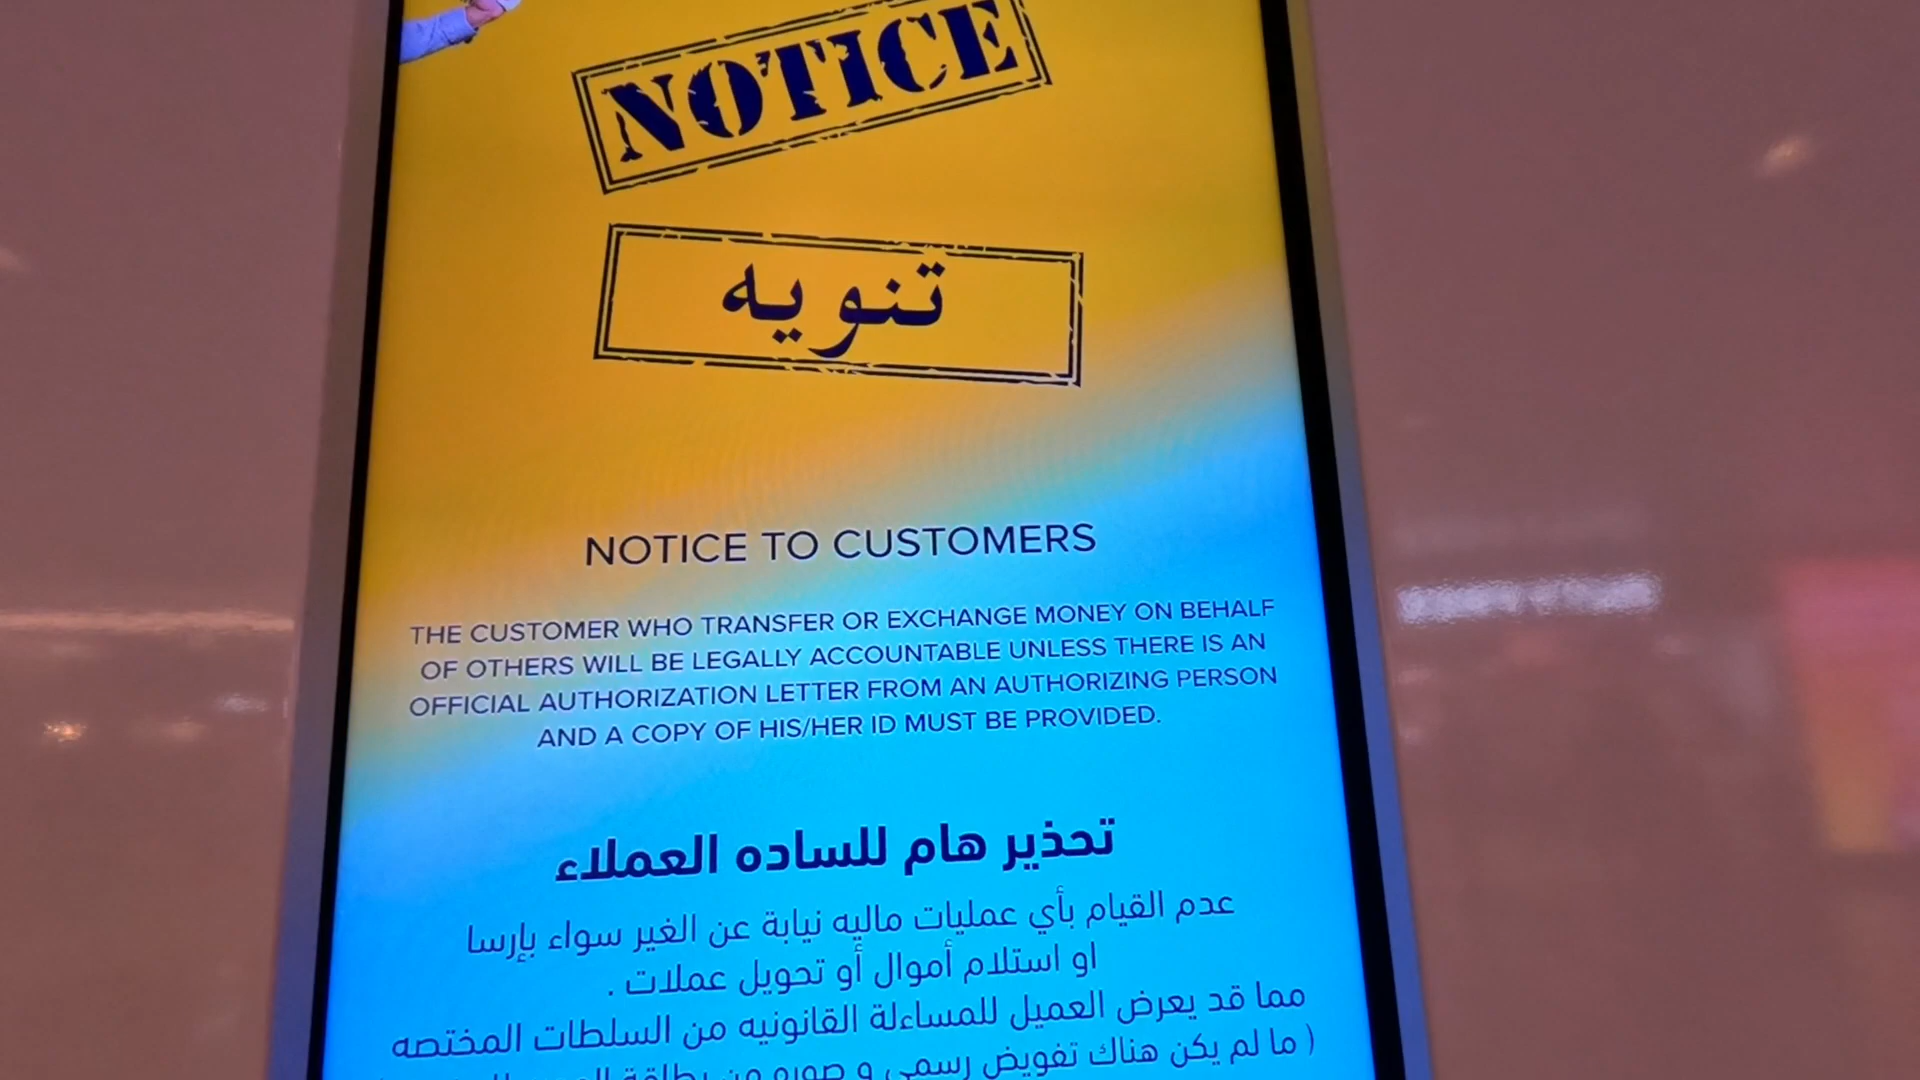 NOTICE
تنويه
NOTICE TO CUSTOMERS
THE CUSTOMER WHO TRANSFER OR EXCHANGE MONEY ON BEHALF
OF OTHERS WILL BE LEGALLY ACCOUNTABLE UNLESS THERE IS AN
OFFICIAL AUTHORIZATION LETTER FROM AN AUTHORIZING PERSON
AND A COPY OF HIS/HER ID MUST BE PROVIDED.
تحذير هام للساده العملاء
عدم القيام بأي عمليات ماليه نيابة عن الغير سواء بإرسا
او استلام أموال أو تحويل عملات .
مما قد يعرض العميل للمساءلة القانونيه من السلطات المختصه
( ما لم يكن هناك تفويض رسمي و صوره من بطاقة